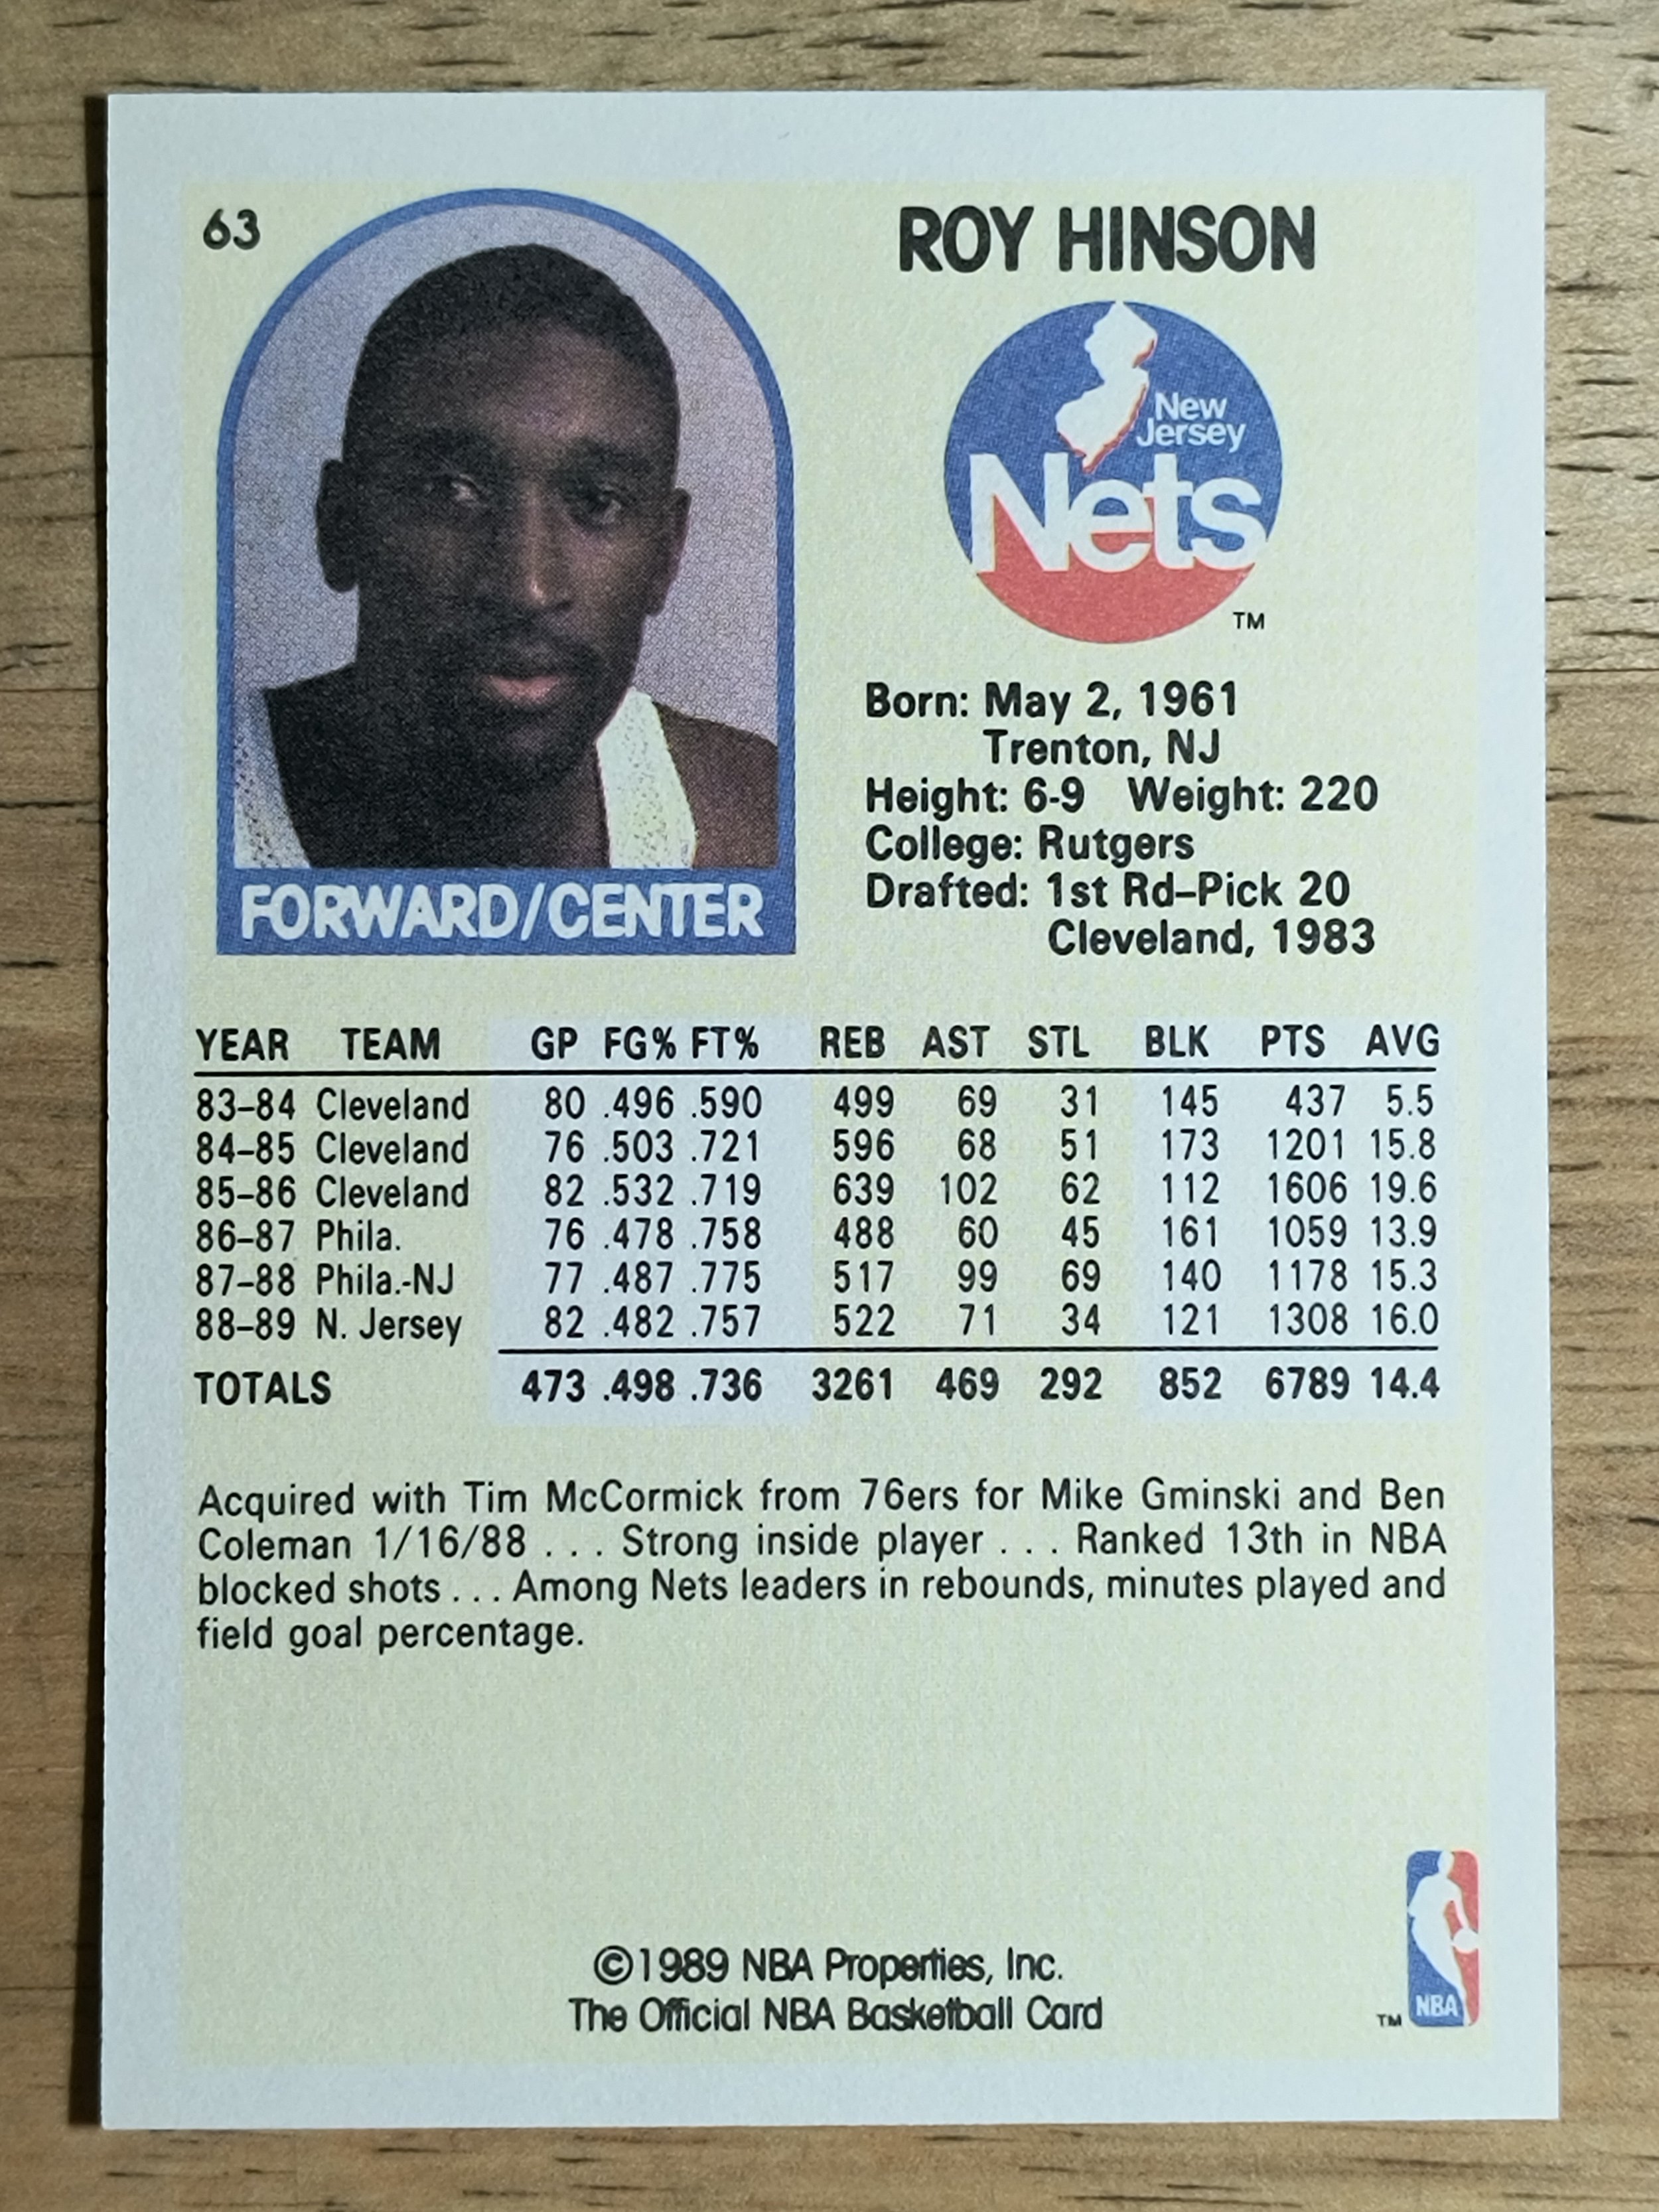 63
ROY HINSON
New
Jersey
Nets
TM
FORWARD/CENTER
Born: May 2, 1961
Trenton, NJ
Height: 6-9 Weight: 220
College: Rutgers
Drafted: 1st Rd–Pick 20
Cleveland, 1983
YEAR TEAM GP FG% FT% REB AST STL BLK PTS AVG
83–84 Cleveland 80 .496 .590 499 69 31 145 437 5.5
84–85 Cleveland 76 .503 .721 596 68 51 173 1201 15.8
85–86 Cleveland 82 .532 .719 639 102 62 112 1606 19.6
86–87 Phila. 76 .478 .758 488 60 45 161 1059 13.9
87–88 Phila.-NJ 77 .487 .775 517 99 69 140 1178 15.3
88–89 N. Jersey 82 .482 .757 522 71 34 121 1308 16.0
TOTALS 473 .498 .736 3261 469 292 852 6789 14.4
Acquired with Tim McCormick from 76ers for Mike Gminski and Ben
Coleman 1/16/88 . . . Strong inside player . . . Ranked 13th in NBA
blocked shots . . . Among Nets leaders in rebounds, minutes played and
field goal percentage.
©1989 NBA Properties, Inc.
The Official NBA Basketball Card
TM NBA